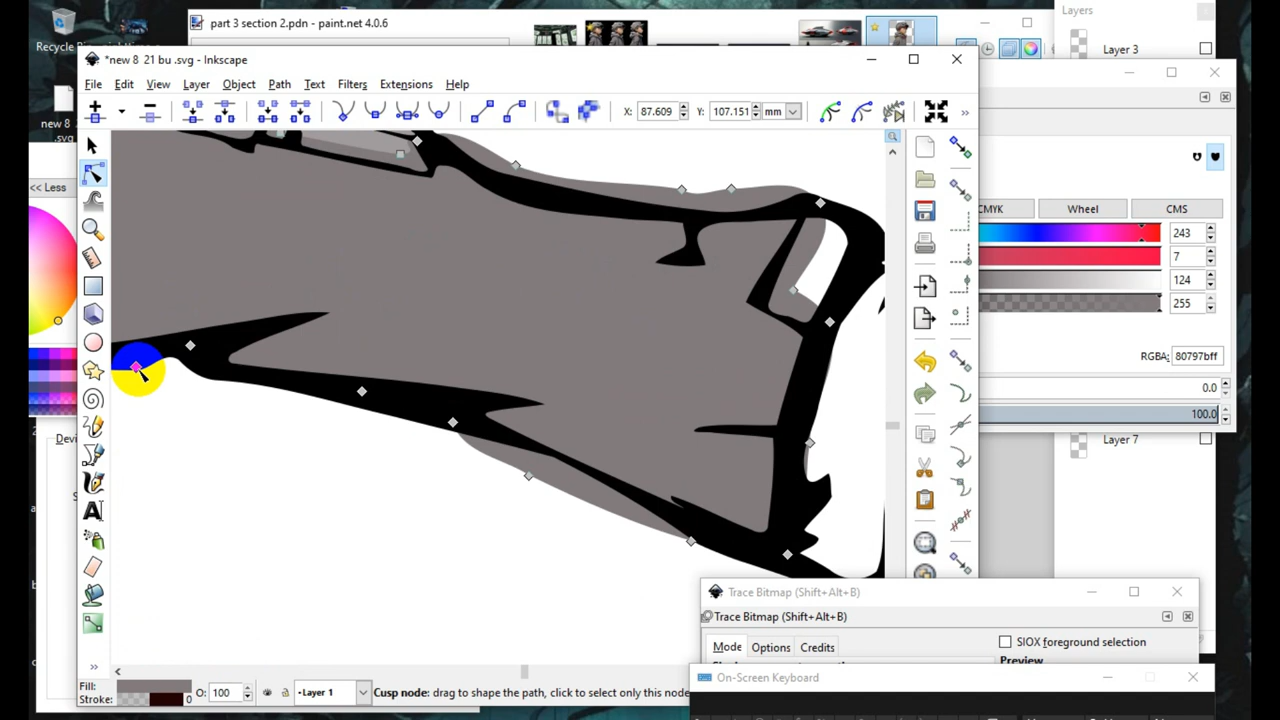 Layers
part 3 section 2.pdn - paint.net 4.0.6
Recycle
Layer 3
*new 8 21 bu .svg - Inkscape
File Edit View Layer Object Path Text Filters Extensions Help
X: 87.609 Y: 107.151 mm
new 8
.svg
<< Less
CMYK Wheel CMS
243
7
124
255
RGBA: 80797bff
0.0
100.0
Layer 7
Devi
Trace Bitmap (Shift+Alt+B)
Trace Bitmap (Shift+Alt+B)
Mode Options Credits
SIOX foreground selection
Preview
On-Screen Keyboard
Fill:
Stroke: 0
O: 100
Layer 1
Cusp node: drag to shape the path, click to select only this node